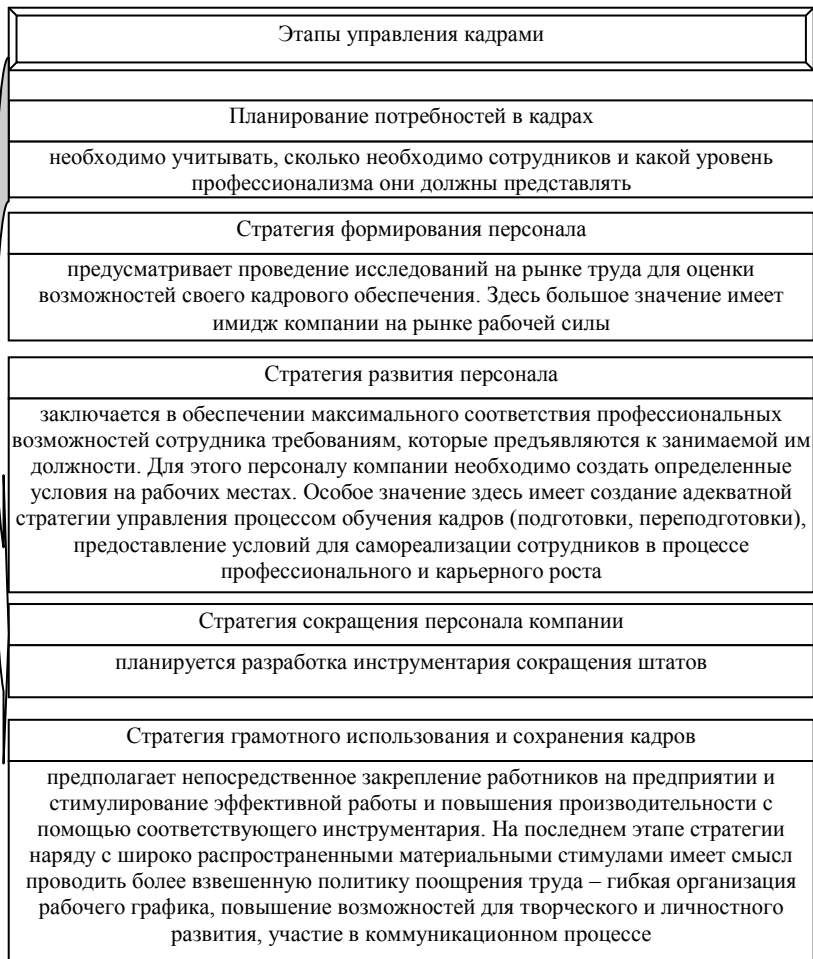 Этапы управления кадрами
Планирование потребностей в кадрах
необходимо учитывать, сколько необходимо сотрудников и какой уровень
профессионализма они должны представлять
Стратегия формирования персонала
предусматривает проведение исследований на рынке труда для оценки
возможностей своего кадрового обеспечения. Здесь большое значение имеет
имидж компании на рынке рабочей силы
Стратегия развития персонала
заключается в обеспечении максимального соответствия профессиональных
возможностей сотрудника требованиям, которые предъявляются к занимаемой им
должности. Для этого персоналу компании необходимо создать определенные
условия на рабочих местах. Особое значение здесь имеет создание адекватной
стратегии управления процессом обучения кадров (подготовки, переподготовки),
предоставление условий для самореализации сотрудников в процессе
профессионального и карьерного роста
Стратегия сокращения персонала компании
планируется разработка инструментария сокращения штатов
Стратегия грамотного использования и сохранения кадров
предполагает непосредственное закрепление работников на предприятии и
стимулирование эффективной работы и повышения производительности с
помощью соответствующего инструментария. На последнем этапе стратегии
наряду с широко распространенными материальными стимулами имеет смысл
проводить более взвешенную политику поощрения труда – гибкая организация
рабочего графика, повышение возможностей для творческого и личностного
развития, участие в коммуникационном процессе